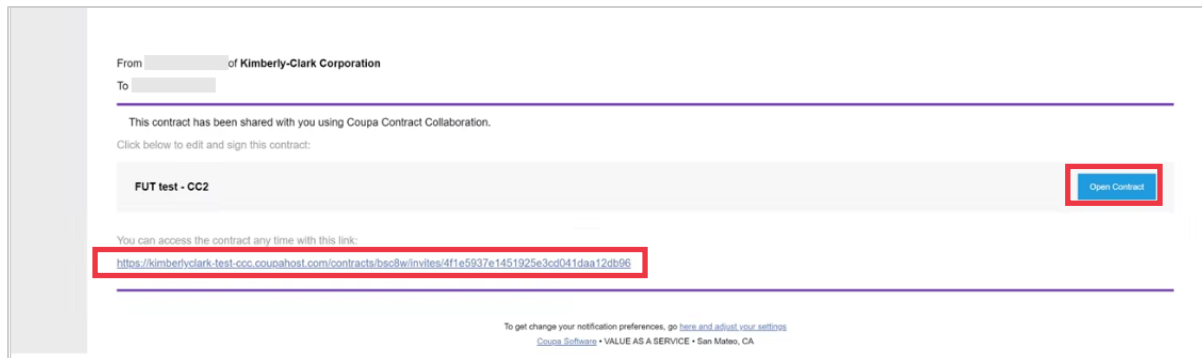 From of Kimberly-Clark Corporation
To
This contract has been shared with you using Coupa Contract Collaboration.
Click below to edit and sign this contract:
FUT test - CC2
Open Contract
You can access the contract any time with this link:
https://kimberlyclark-test-ccc.coupahost.com/contracts/bsc8w/invites/4f1e5937e1451925e3cd041daa12db96
To get change your notification preferences, go here and adjust your settings
Coupa Software • VALUE AS A SERVICE • San Mateo, CA